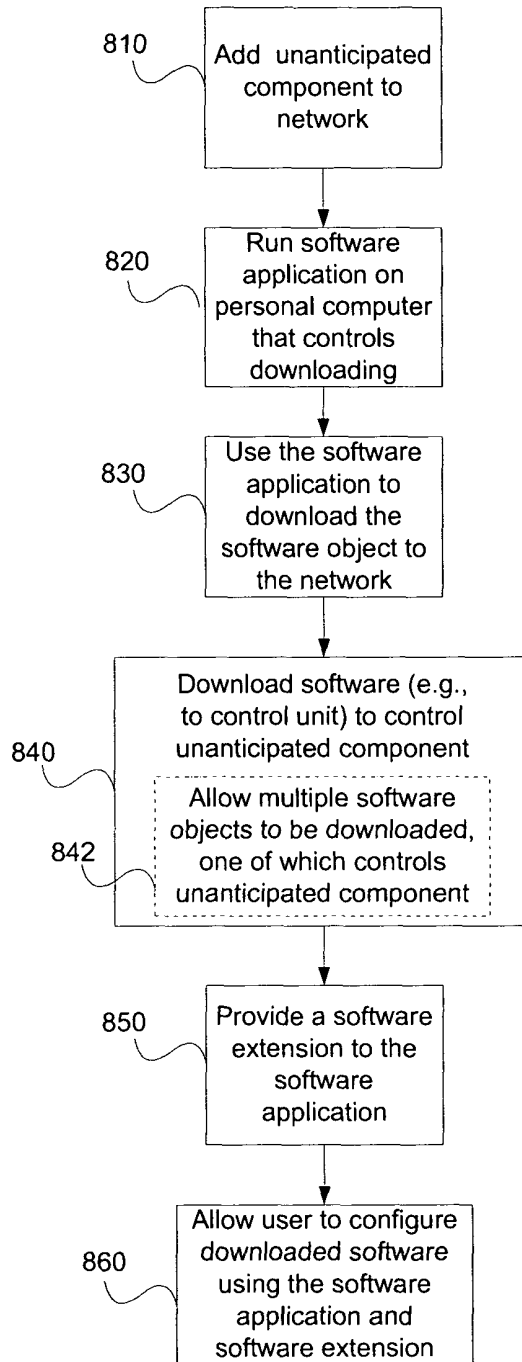 810
Add unanticipated
component to
network
820
Run software
application on
personal computer
that controls
downloading
830
Use the software
application to
download the
software object to
the network
840
Download software (e.g.,
to control unit) to control
unanticipated component
842
Allow multiple software
objects to be downloaded,
one of which controls
unanticipated component
850
Provide a software
extension to the
software
application
860
Allow user to configure
downloaded software
using the software
application and
software extension